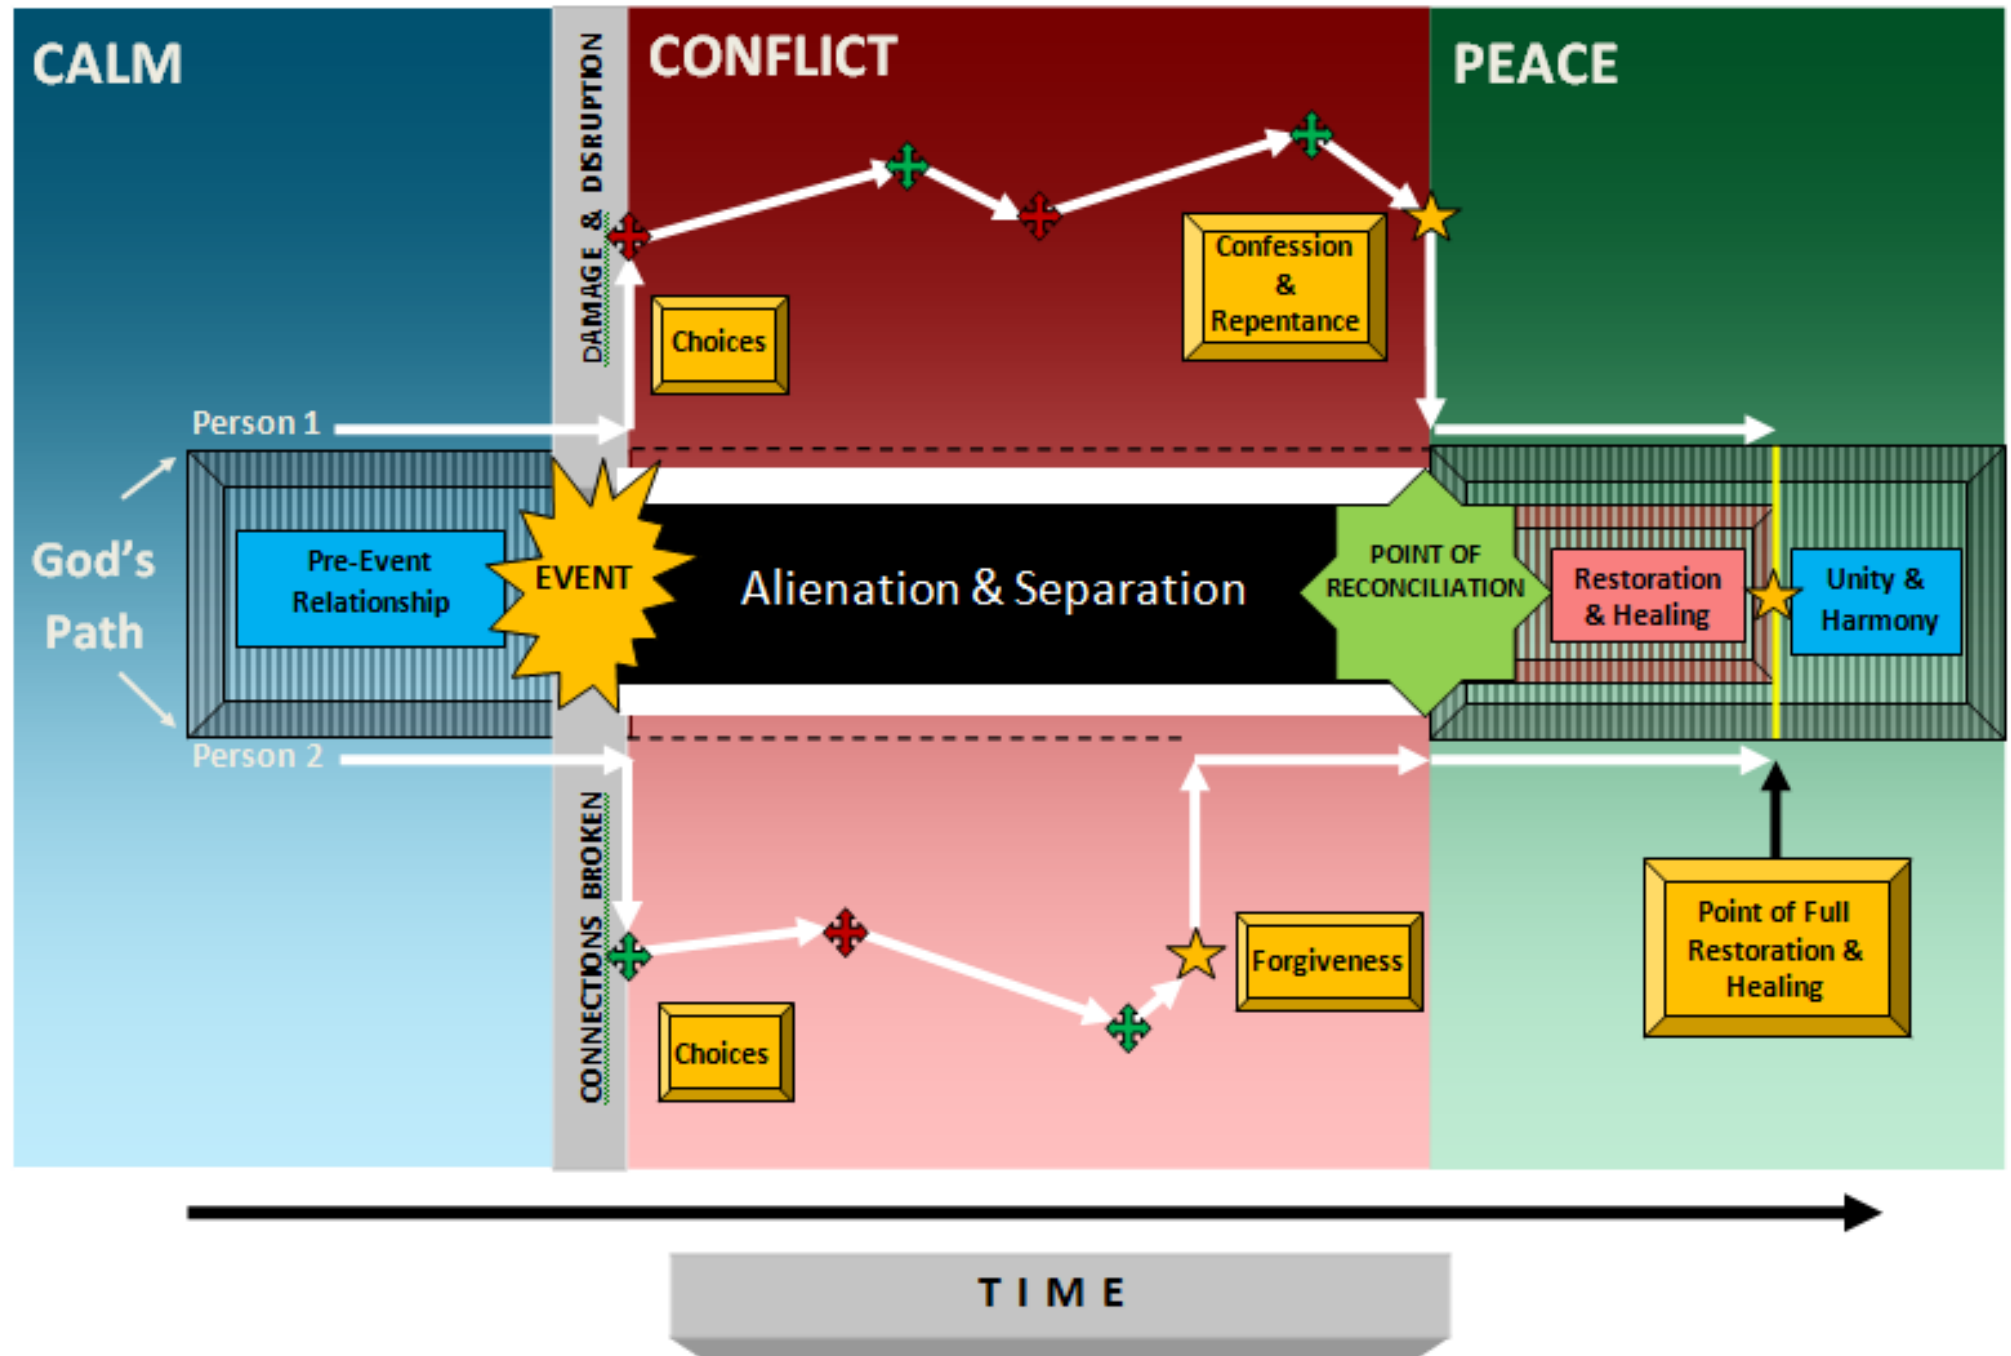 CALM
CONFLICT
PEACE
DAMAGE & DISRUPTION
Confession
&
Repentance
Choices
Person 1
God's
Path
Pre-Event
Relationship
EVENT
Alienation & Separation
POINT OF
RECONCILIATION
Restoration
& Healing
Unity &
Harmony
Person 2
CONNECTIONS BROKEN
Choices
Forgiveness
Point of Full
Restoration &
Healing
TIME